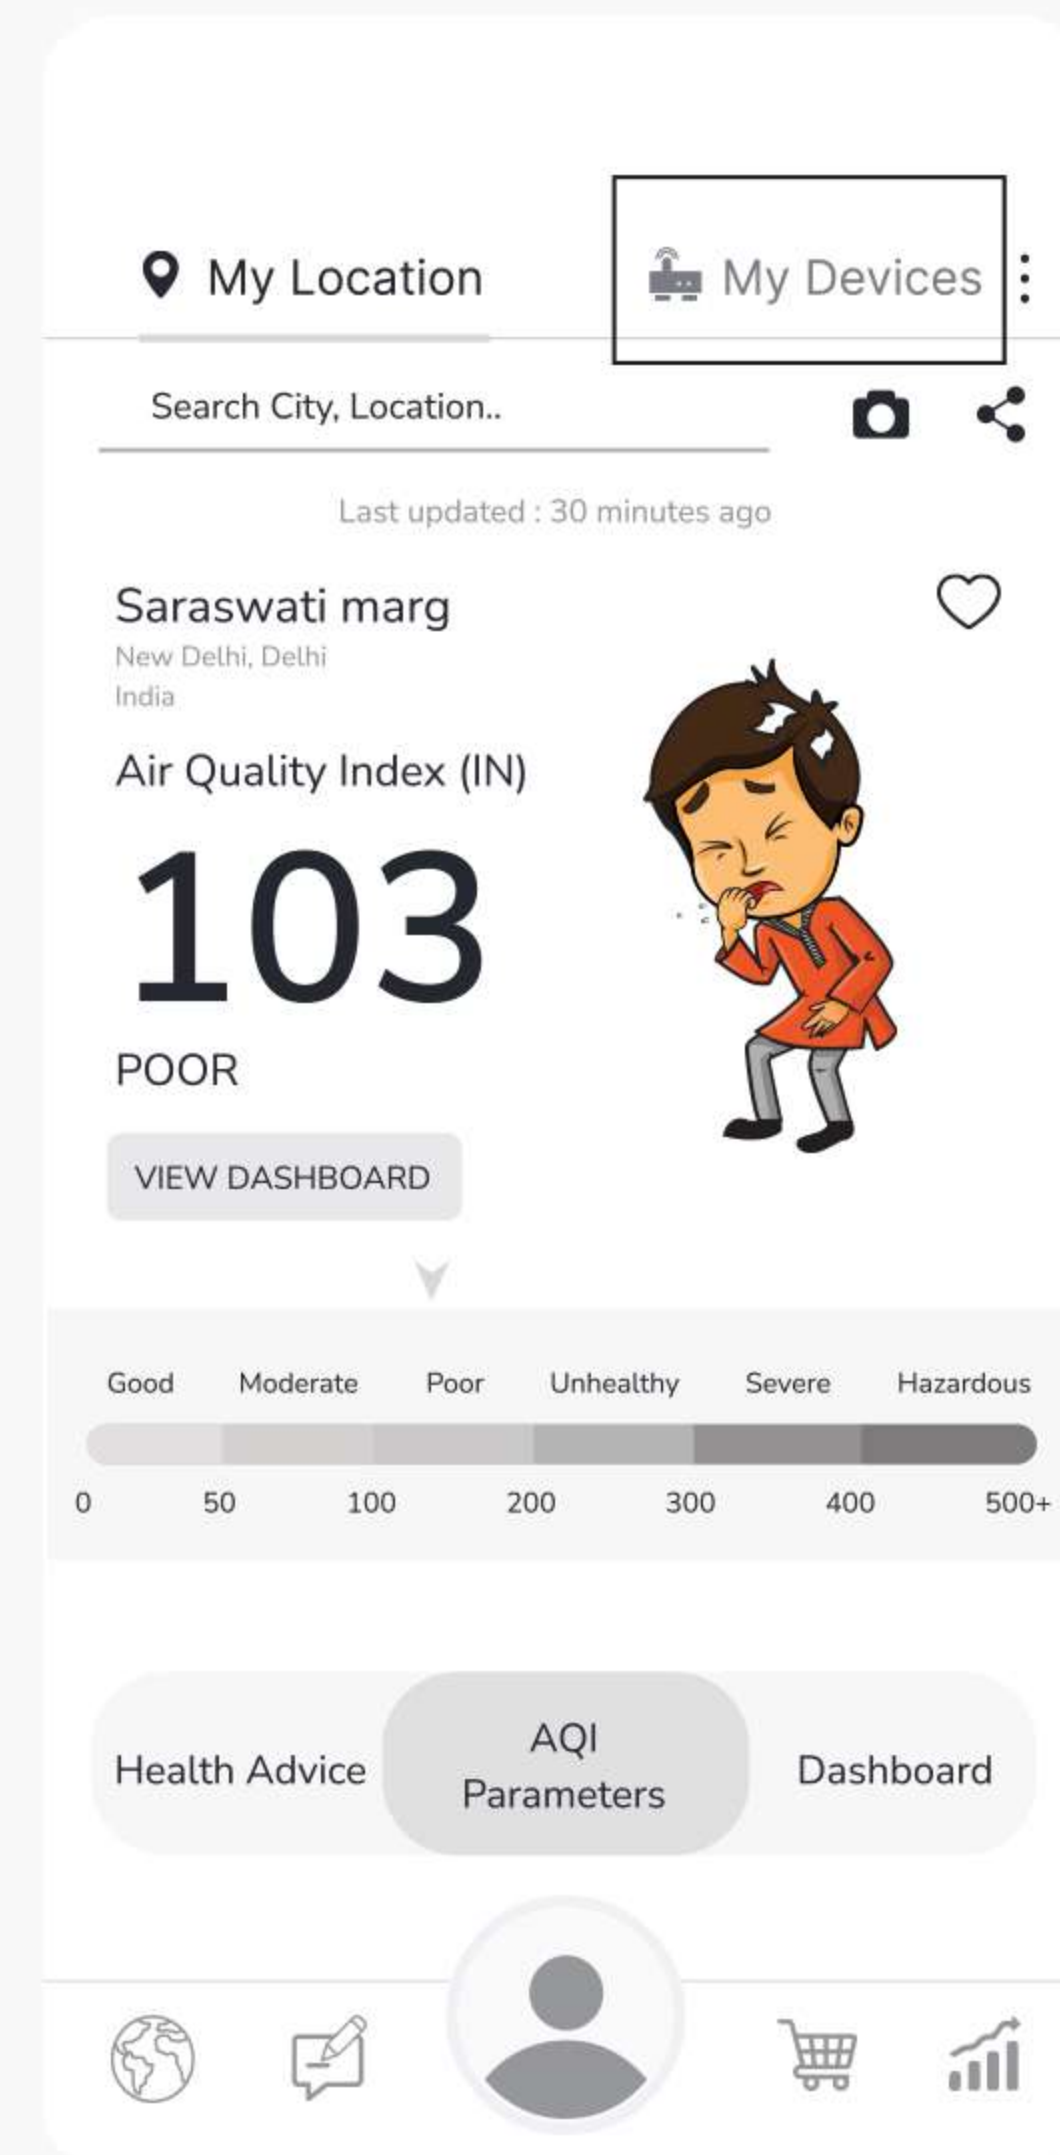 My Location
My Devices
Search City, Location..
Last updated : 30 minutes ago
Saraswati marg
New Delhi, Delhi
India
Air Quality Index (IN)
103
POOR
VIEW DASHBOARD
Good Moderate Poor Unhealthy Severe Hazardous
0 50 100 200 300 400 500+
Health Advice
AQI
Parameters
Dashboard